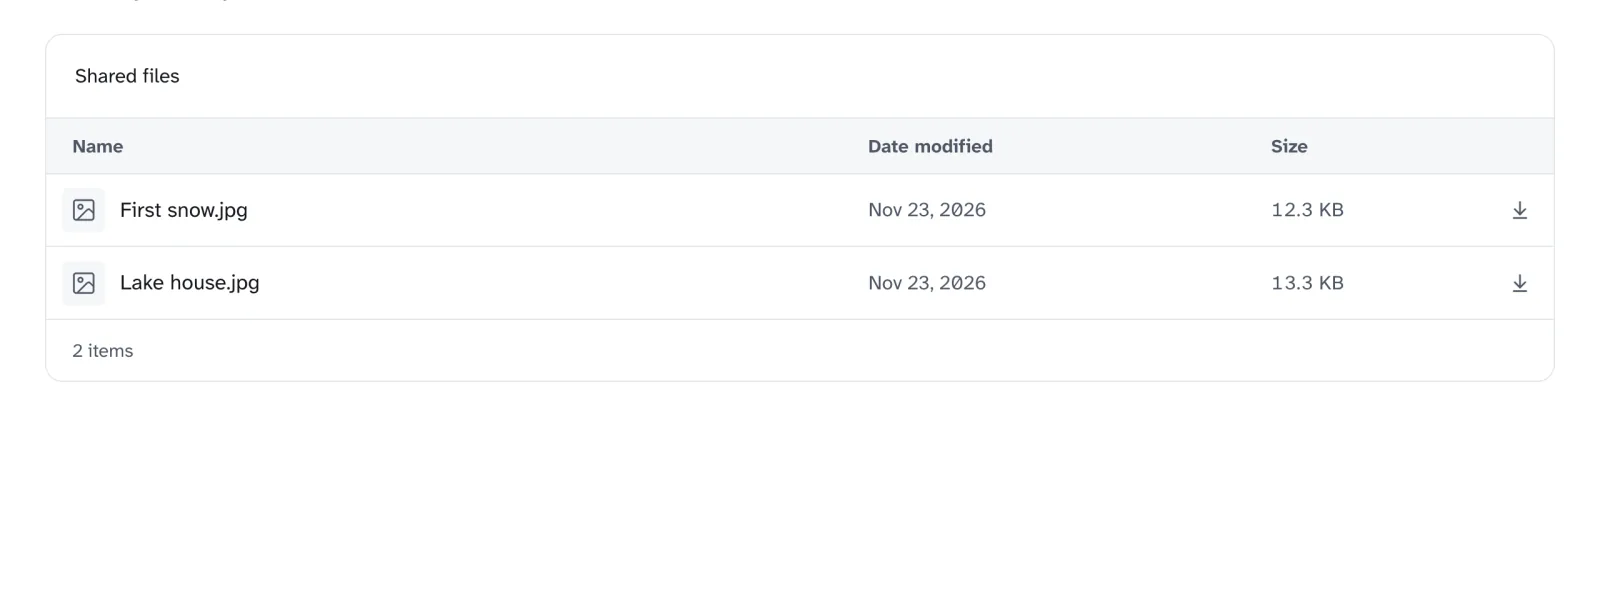 Shared files
Name Date modified Size
First snow.jpg Nov 23, 2026 12.3 KB
Lake house.jpg Nov 23, 2026 13.3 KB
2 items